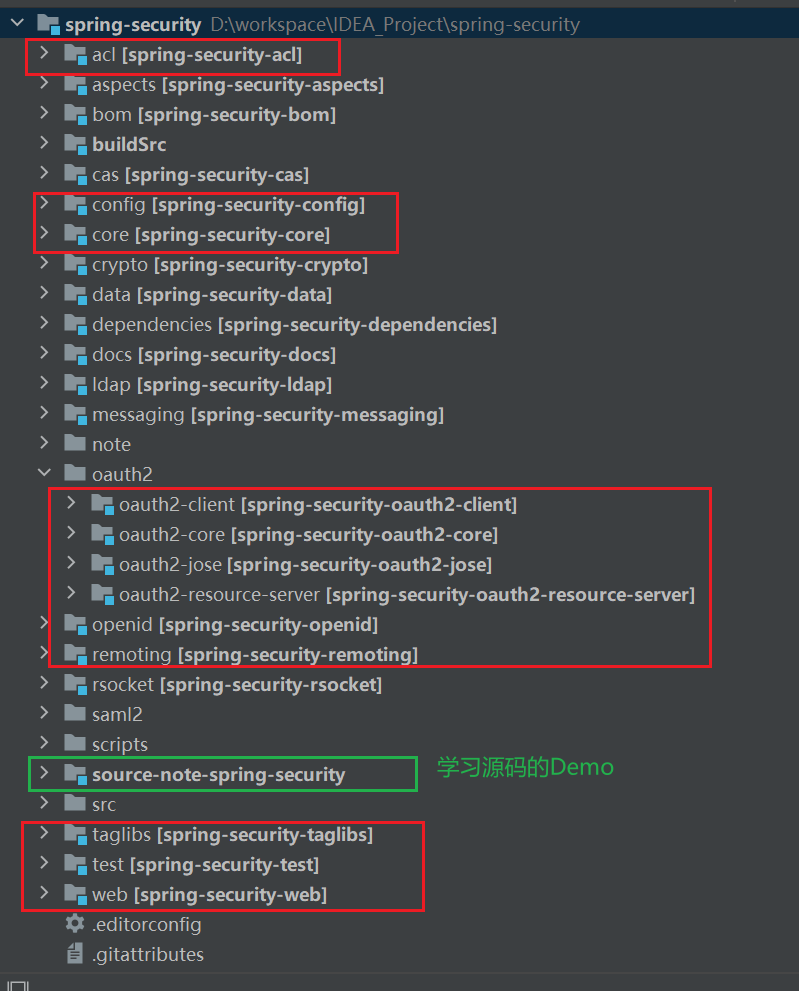 spring-security D:\workspace\IDEA_Project\spring-security
acl [spring-security-acl]
aspects [spring-security-aspects]
bom [spring-security-bom]
buildSrc
cas [spring-security-cas]
config [spring-security-config]
core [spring-security-core]
crypto [spring-security-crypto]
data [spring-security-data]
dependencies [spring-security-dependencies]
docs [spring-security-docs]
ldap [spring-security-ldap]
messaging [spring-security-messaging]
note
oauth2
oauth2-client [spring-security-oauth2-client]
oauth2-core [spring-security-oauth2-core]
oauth2-jose [spring-security-oauth2-jose]
oauth2-resource-server [spring-security-oauth2-resource-server]
openid [spring-security-openid]
remoting [spring-security-remoting]
rsocket [spring-security-rsocket]
saml2
scripts
source-note-spring-security 学习源码的Demo
src
taglibs [spring-security-taglibs]
test [spring-security-test]
web [spring-security-web]
.editorconfig
.gitattributes